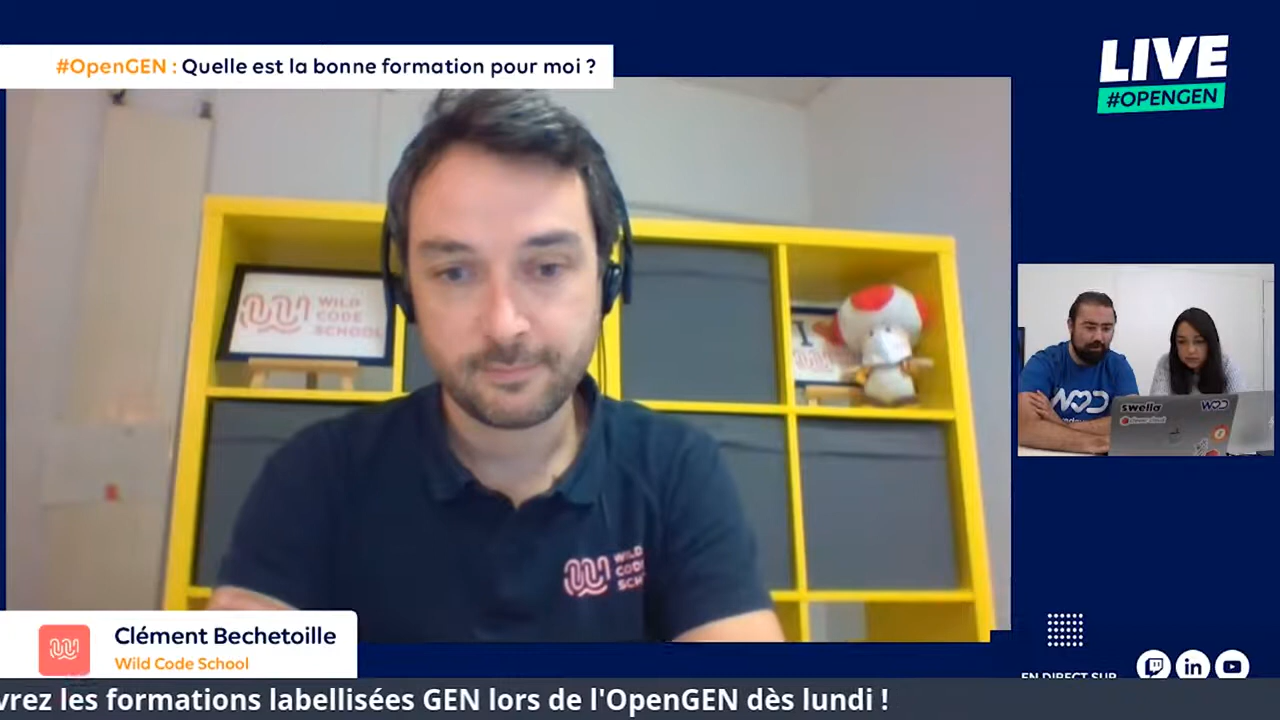 #OpenGEN : Quelle est la bonne formation pour moi ?
LIVE
#OPENGEN
WILD
CODE
SCHOOL
I
swello
WILD
CODE
SCH
Clément Bechetoille
Wild Code School
EN DIRECT SUR
vrez les formations labellisées GEN lors de l'OpenGEN dès lundi !